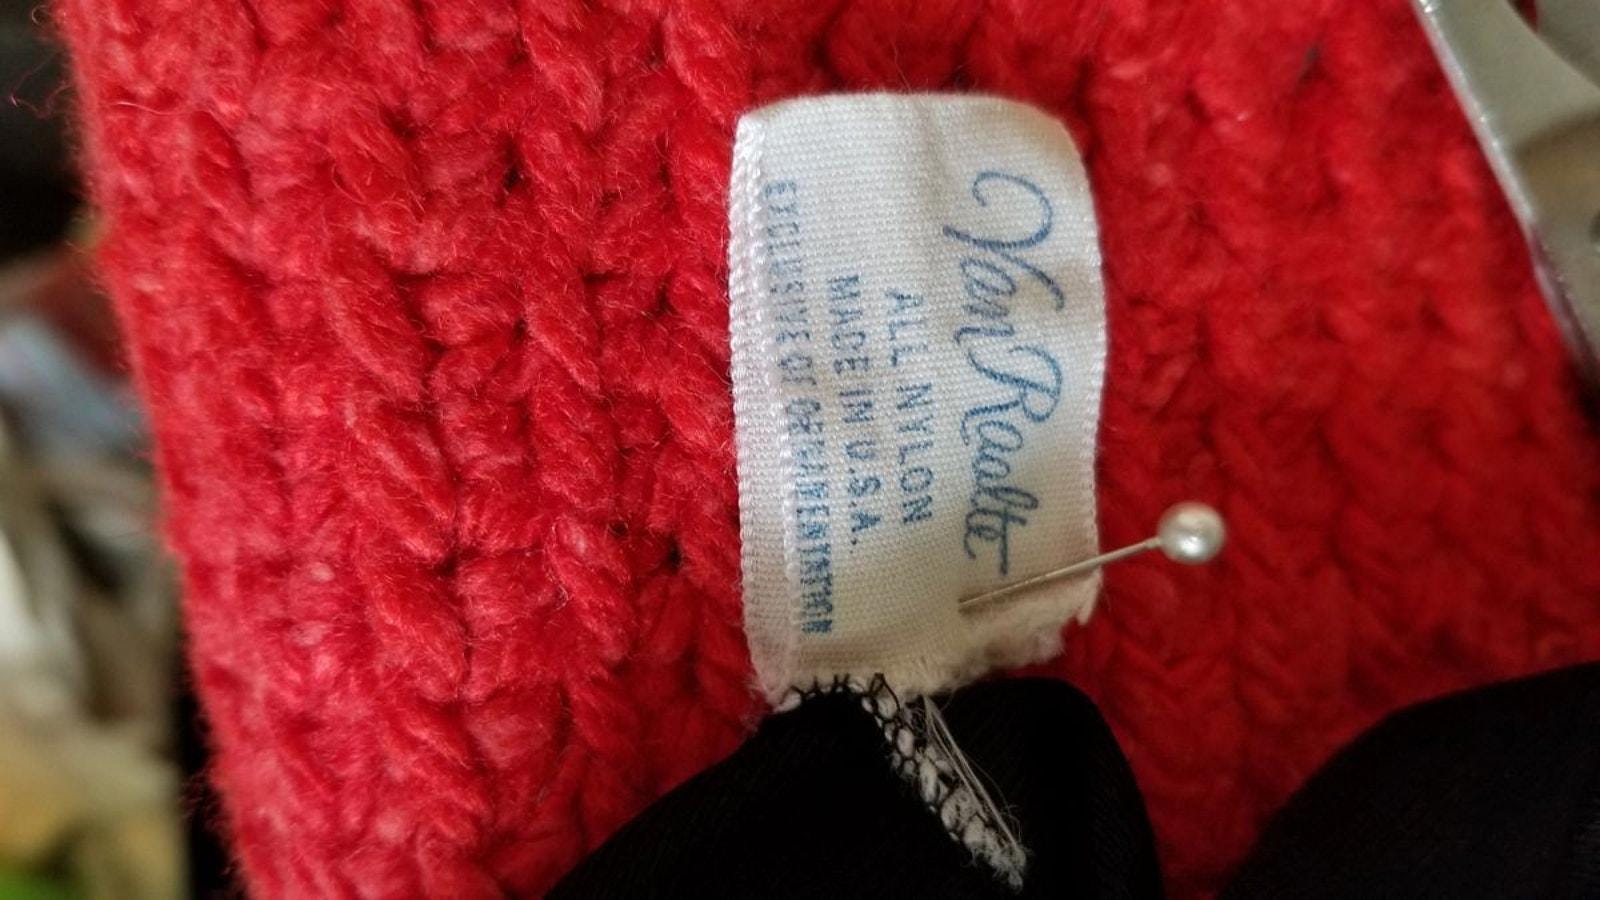 Van Raalte
ALL NYLON
MADE IN U.S.A.
EXCLUSIVE OF ORNAMENTATION